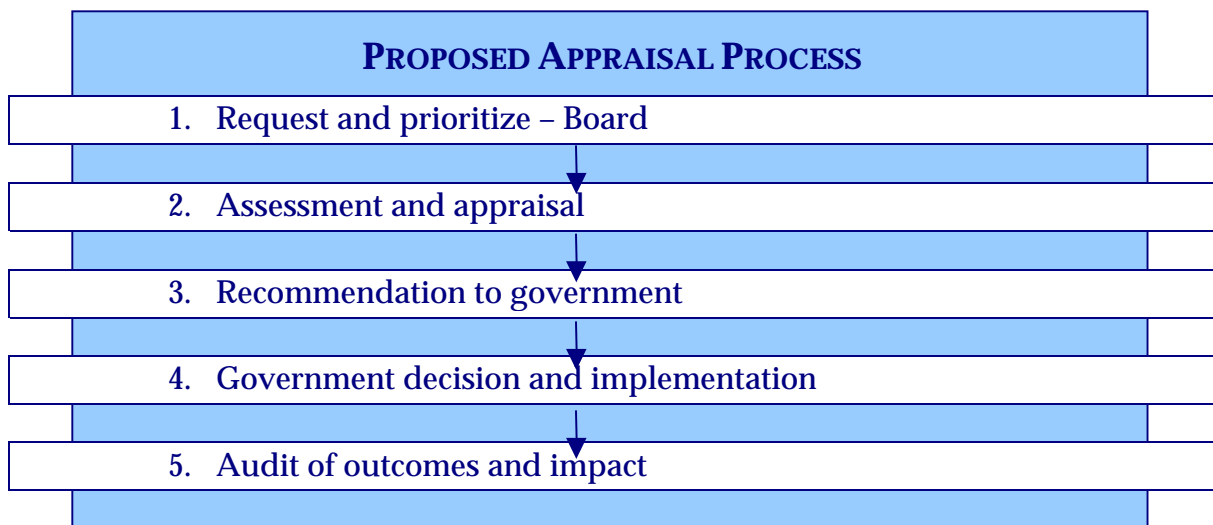 PROPOSED APPRAISAL PROCESS
1. Request and prioritize – Board
2. Assessment and appraisal
3. Recommendation to government
4. Government decision and implementation
5. Audit of outcomes and impact